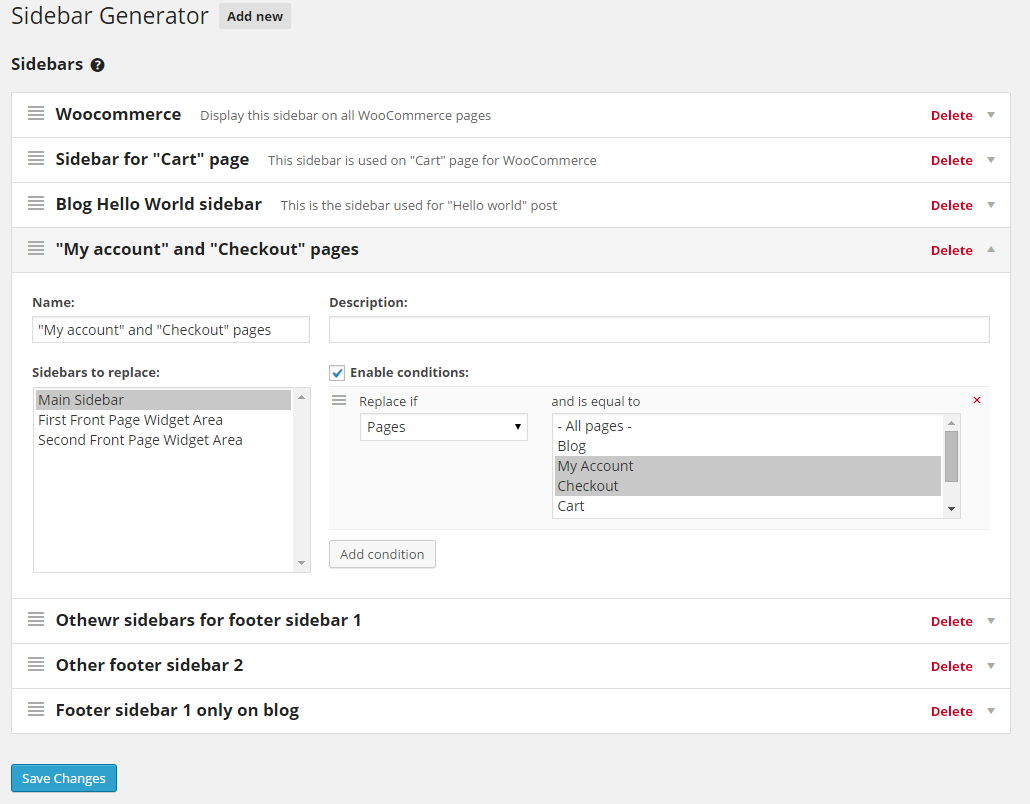 Sidebar Generator Add new
Sidebars ?
Woocommerce Display this sidebar on all WooCommerce pages Delete
Sidebar for "Cart" page This sidebar is used on "Cart" page for WooCommerce Delete
Blog Hello World sidebar This is the sidebar used for "Hello world" post Delete
"My account" and "Checkout" pages Delete
Name: Description:
"My account" and "Checkout" pages
Sidebars to replace: Enable conditions:
Main Sidebar
First Front Page Widget Area
Second Front Page Widget Area
Replace if and is equal to
Pages
- All pages -
Blog
My Account
Checkout
Cart
Add condition
Othewr sidebars for footer sidebar 1 Delete
Other footer sidebar 2 Delete
Footer sidebar 1 only on blog Delete
Save Changes